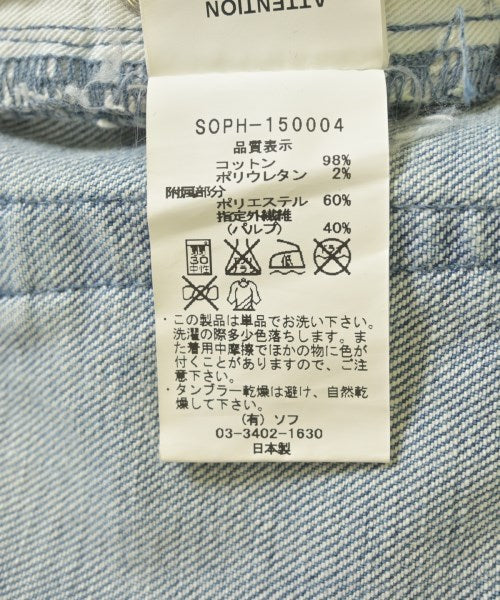 ATTENTION
SOPH-150004
品質表示
コットン 98%
ポリウレタン 2%
附属部分
ポリエステル 60%
指定外繊維
(パルプ) 40%
30
中性
低
・この製品は単品でお洗い下さい。
洗濯の際多少色落ちします。ま
た着用中摩擦でほかの物に色が
付くことがありますので、ご注
意下さい。
・タンブラー乾燥は避け、自然乾
燥して下さい。
(有)ソフ
03-3402-1630
日本製